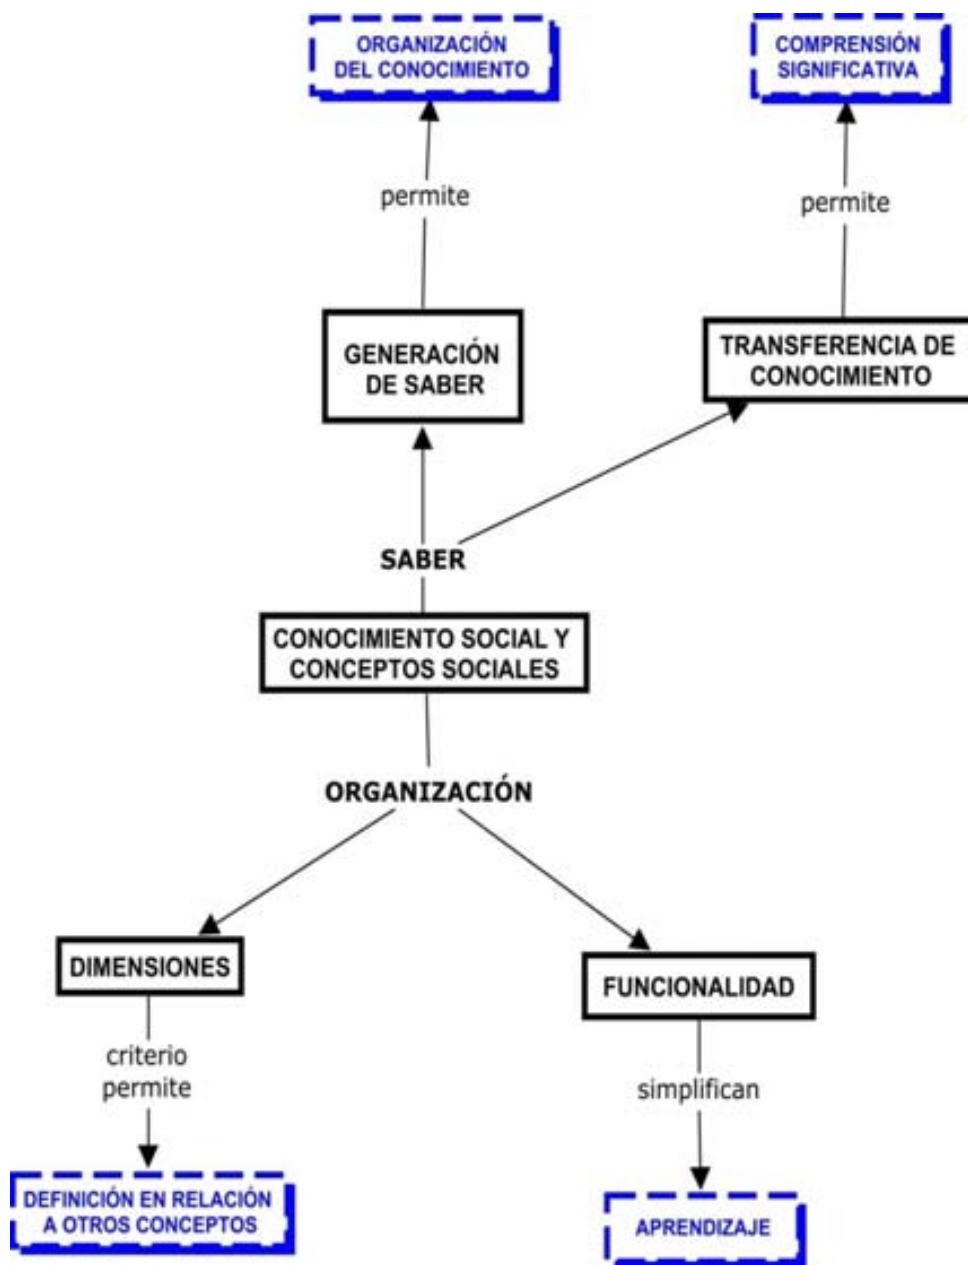 ORGANIZACIÓN
DEL CONOCIMIENTO
COMPRENSIÓN
SIGNIFICATIVA
permite
permite
GENERACIÓN
DE SABER
TRANSFERENCIA DE
CONOCIMIENTO
SABER
CONOCIMIENTO SOCIAL Y
CONCEPTOS SOCIALES
ORGANIZACIÓN
DIMENSIONES
FUNCIONALIDAD
criterio
permite
simplifican
DEFINICIÓN EN RELACIÓN
A OTROS CONCEPTOS
APRENDIZAJE